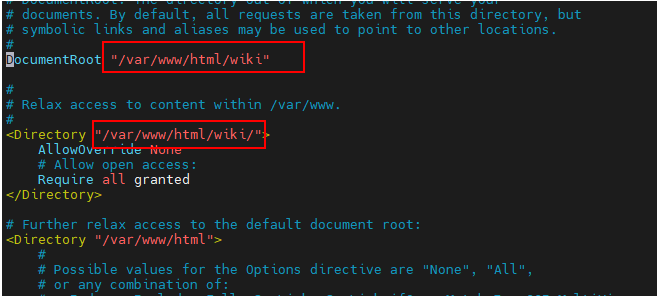 # DocumentRoot: The directory out of which you will serve your
# documents. By default, all requests are taken from this directory, but
# symbolic links and aliases may be used to point to other locations.
#
DocumentRoot "/var/www/html/wiki"
#
# Relax access to content within /var/www.
#
<Directory "/var/www/html/wiki/">
AllowOverride None
# Allow open access:
Require all granted
</Directory>
# Further relax access to the default document root:
<Directory "/var/www/html">
#
# Possible values for the Options directive are "None", "All",
# or any combination of: